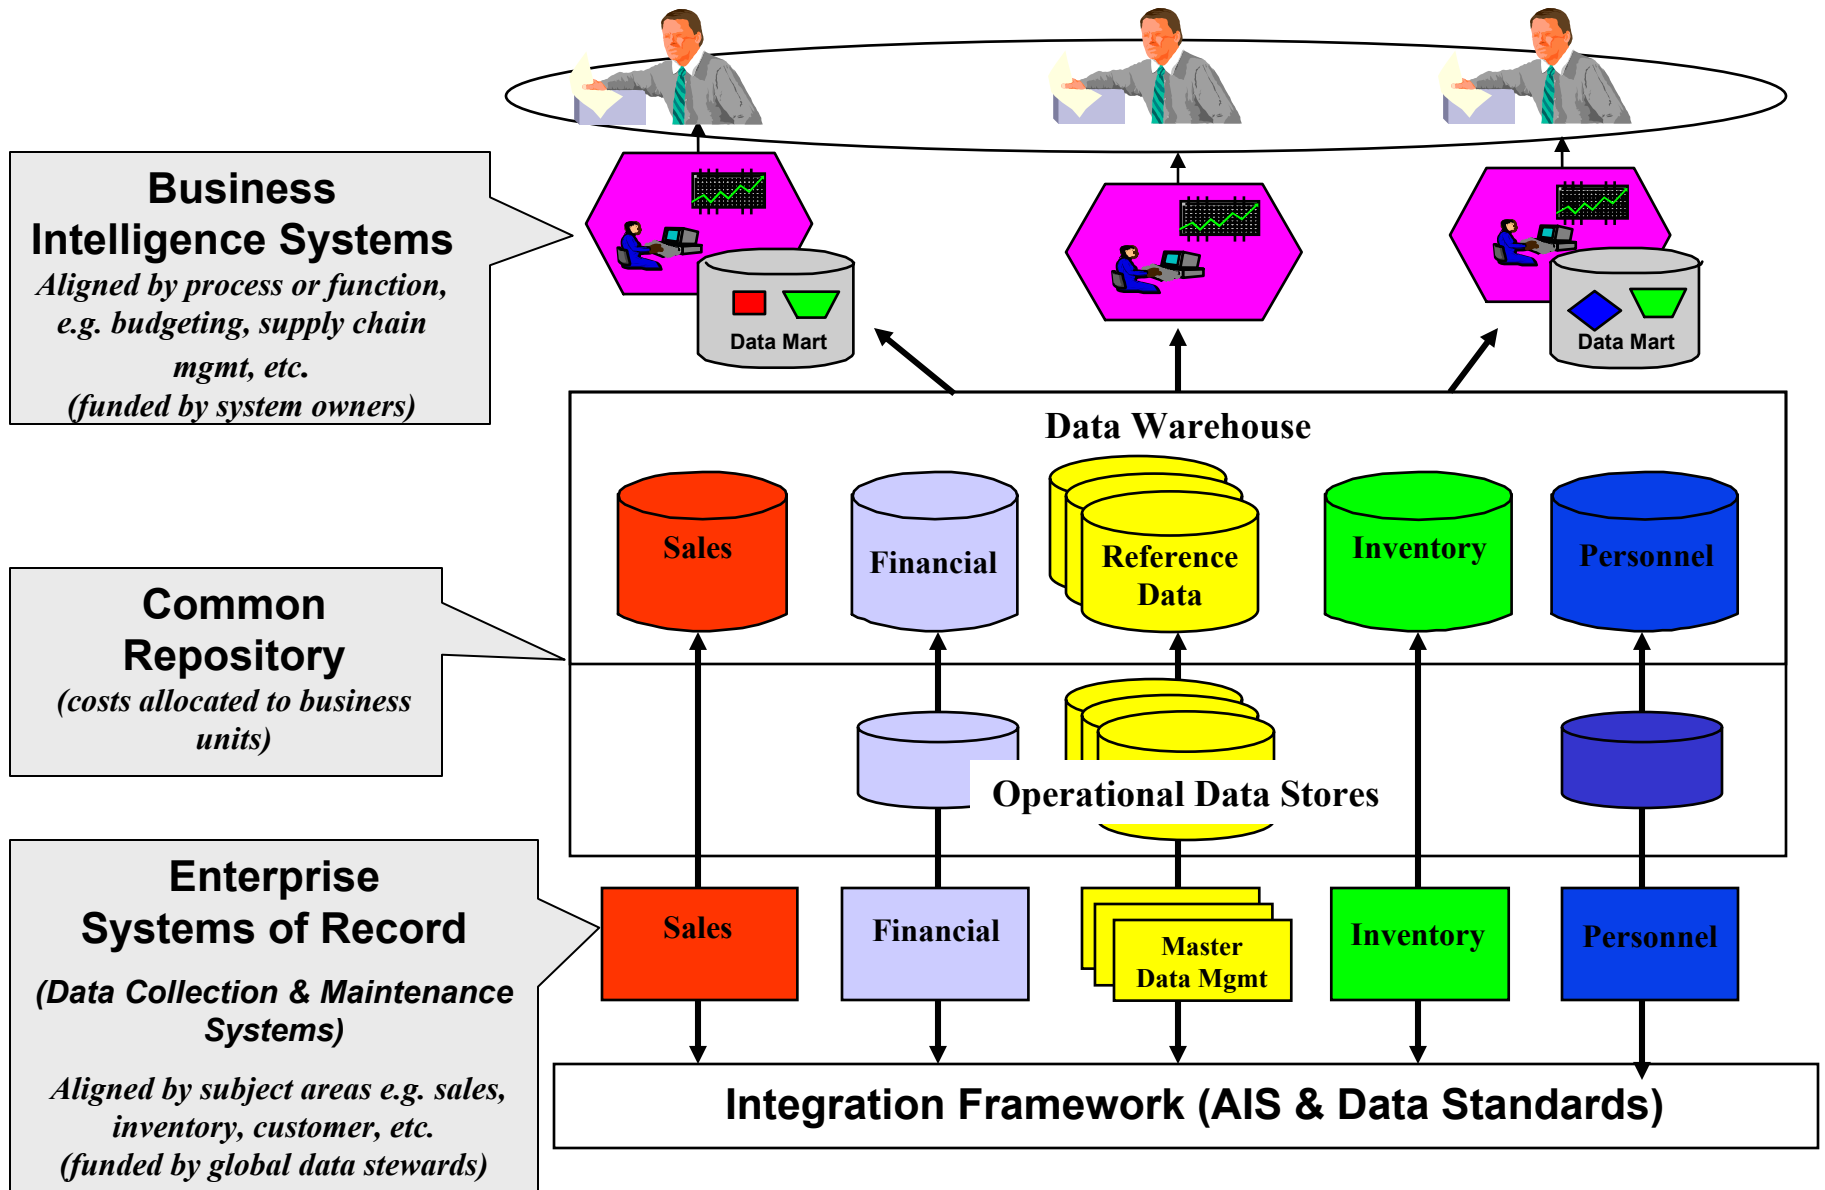 Business
Intelligence Systems
Aligned by process or function,
e.g. budgeting, supply chain
mgmt, etc.
(funded by system owners)
Data Mart
Data Mart
Data Warehouse
Sales
Financial
Reference
Data
Inventory
Personnel
Common
Repository
(costs allocated to business
units)
Operational Data Stores
Enterprise
Systems of Record
(Data Collection & Maintenance
Systems)
Aligned by subject areas e.g. sales,
inventory, customer, etc.
(funded by global data stewards)
Sales
Financial
Master
Data Mgmt
Inventory
Personnel
Integration Framework (AIS & Data Standards)